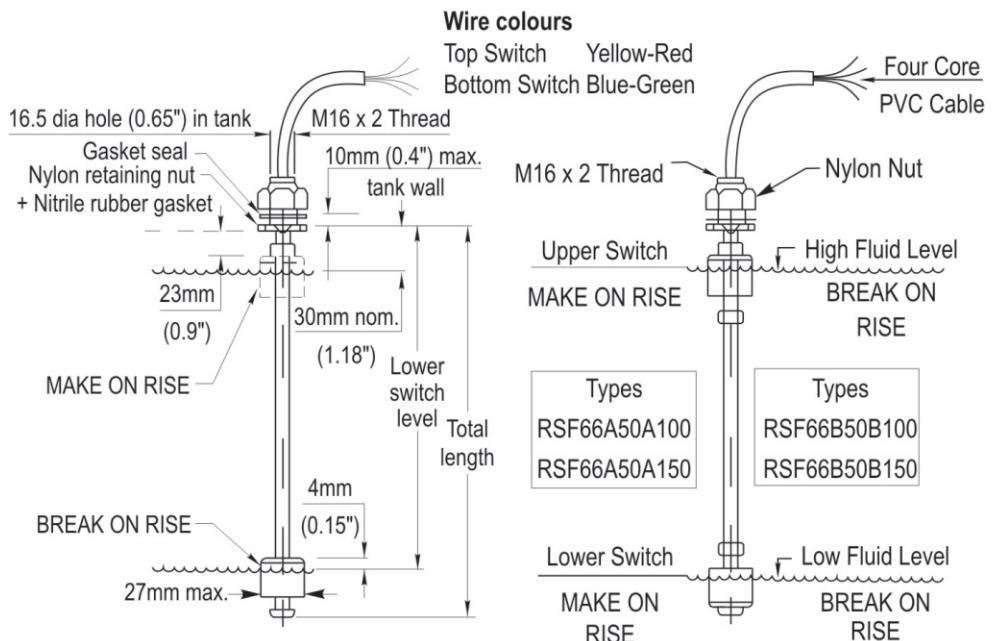 Wire colours
Top Switch Yellow-Red
Bottom Switch Blue-Green
16.5 dia hole (0.65") in tank
M16 x 2 Thread
Gasket seal
Nylon retaining nut
+ Nitrile rubber gasket
10mm (0.4") max.
tank wall
23mm
(0.9")
30mm nom.
(1.18")
MAKE ON RISE
Lower
switch
level
Total
length
4mm
(0.15")
BREAK ON RISE
27mm max.
Four Core
PVC Cable
M16 x 2 Thread
Nylon Nut
Upper Switch
High Fluid Level
MAKE ON RISE
BREAK ON
RISE
Types
RSF66A50A100
RSF66A50A150
Types
RSF66B50B100
RSF66B50B150
Lower Switch
Low Fluid Level
MAKE ON
RISE
BREAK ON
RISE